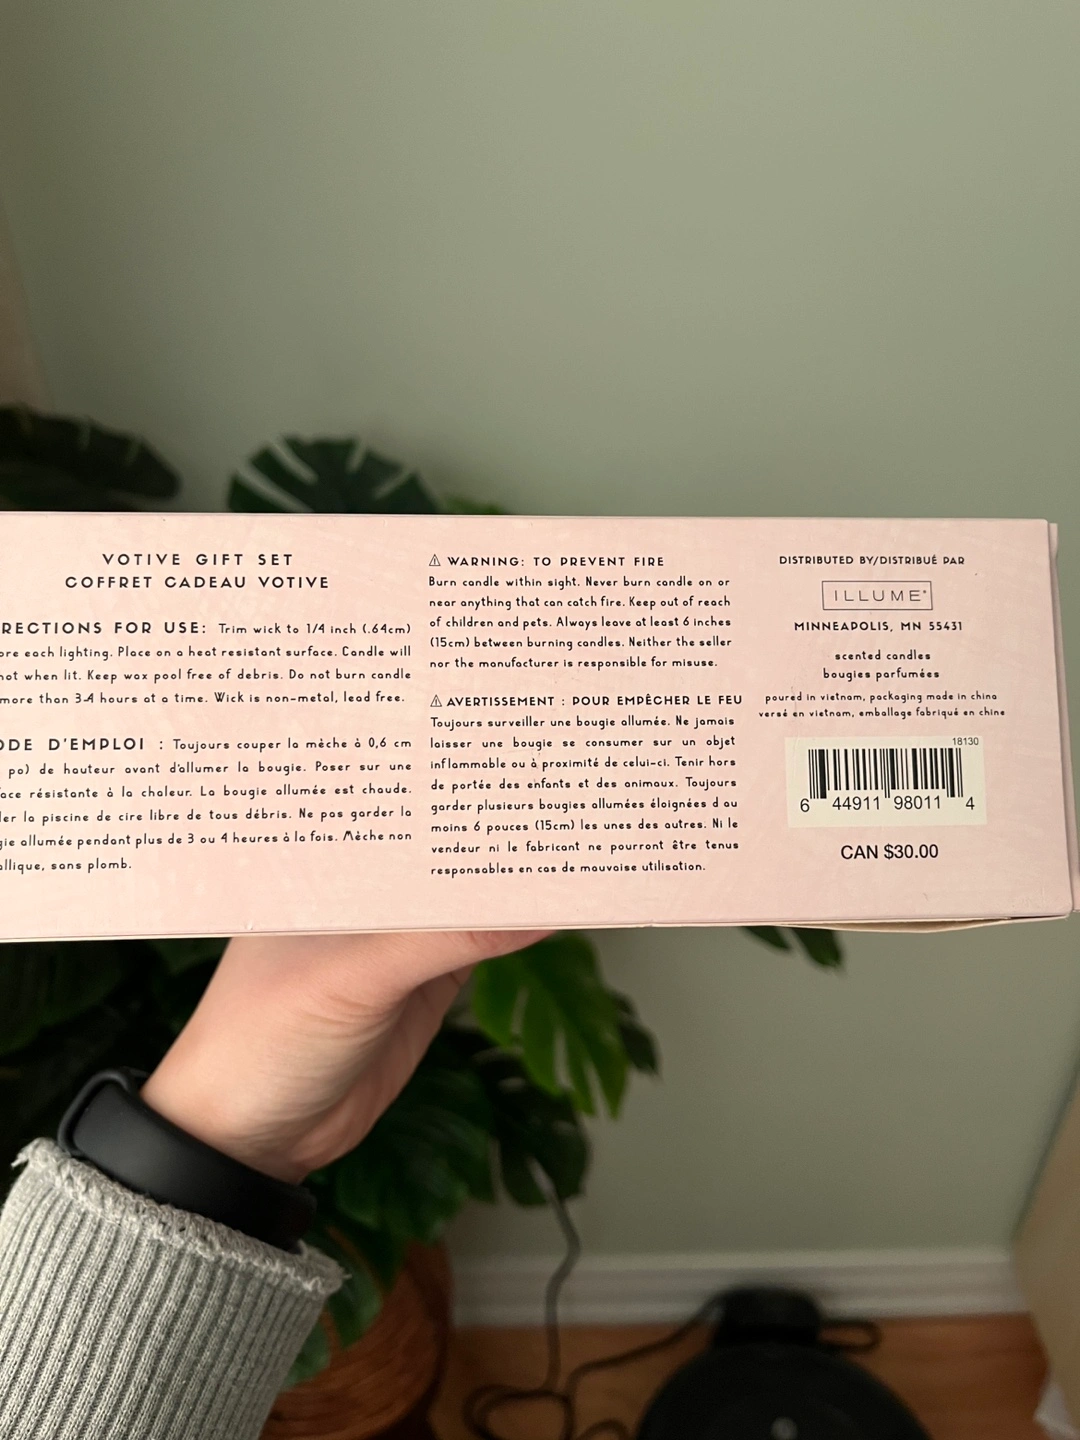 VOTIVE GIFT SET
COFFRET CADEAU VOTIVE
RECTIONS FOR USE: Trim wick to 1/4 inch (.64cm)
ore each lighting. Place on a heat resistant surface. Candle will
hot when lit. Keep wax pool free of debris. Do not burn candle
more than 3-4 hours at a time. Wick is non-metal, lead free.
ODE D'EMPLOI : Toujours couper la mèche à 0,6 cm
po) de hauteur avant d'allumer la bougie. Poser sur une
face résistante à la chaleur. La bougie allumée est chaude.
der la piscine de cire libre de tous débris. Ne pas garder la
gie allumée pendant plus de 3 ou 4 heures à la fois. Mèche non
allique, sans plomb.
⚠ WARNING: TO PREVENT FIRE
Burn candle within sight. Never burn candle on or
near anything that can catch fire. Keep out of reach
of children and pets. Always leave at least 6 inches
(15cm) between burning candles. Neither the seller
nor the manufacturer is responsible for misuse.
⚠ AVERTISSEMENT : POUR EMPÊCHER LE FEU
Toujours surveiller une bougie allumée. Ne jamais
laisser une bougie se consumer sur un objet
inflammable ou à proximité de celui-ci. Tenir hors
de portée des enfants et des animaux. Toujours
garder plusieurs bougies allumées éloignées d au
moins 6 pouces (15cm) les unes des autres. Ni le
vendeur ni le fabricant ne pourront être tenus
responsables en cas de mauvaise utilisation.
DISTRIBUTED BY/DISTRIBUÉ PAR
ILLUME®
MINNEAPOLIS, MN 55431
scented candles
bougies parfumées
poured in vietnam, packaging made in china
versé en vietnam, emballage fabriqué en chine
18130
6 44911 98011 4
CAN $30.00